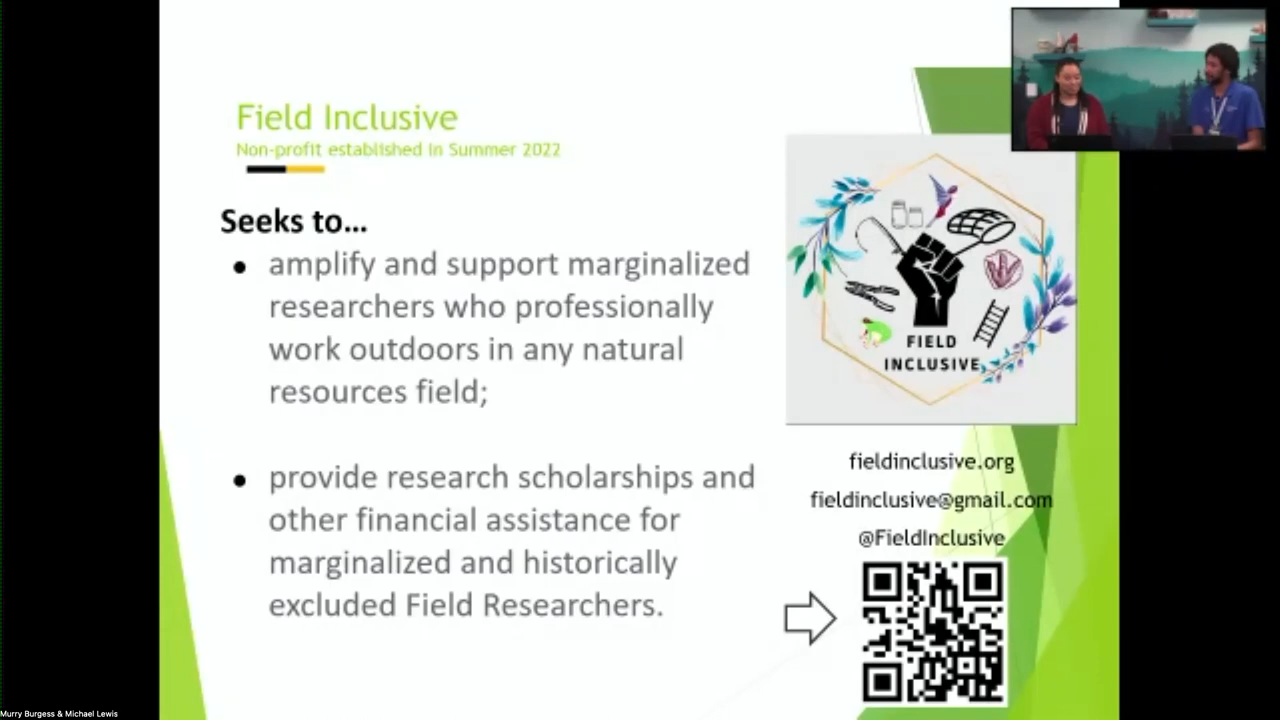 Field Inclusive
Non-profit established in Summer 2022
Seeks to...
● amplify and support marginalized
researchers who professionally
work outdoors in any natural
resources field;
● provide research scholarships and
other financial assistance for
marginalized and historically
excluded Field Researchers.
FIELD
INCLUSIVE
fieldinclusive.org
fieldinclusive@gmail.com
@FieldInclusive
Murry Burgess & Michael Lewis